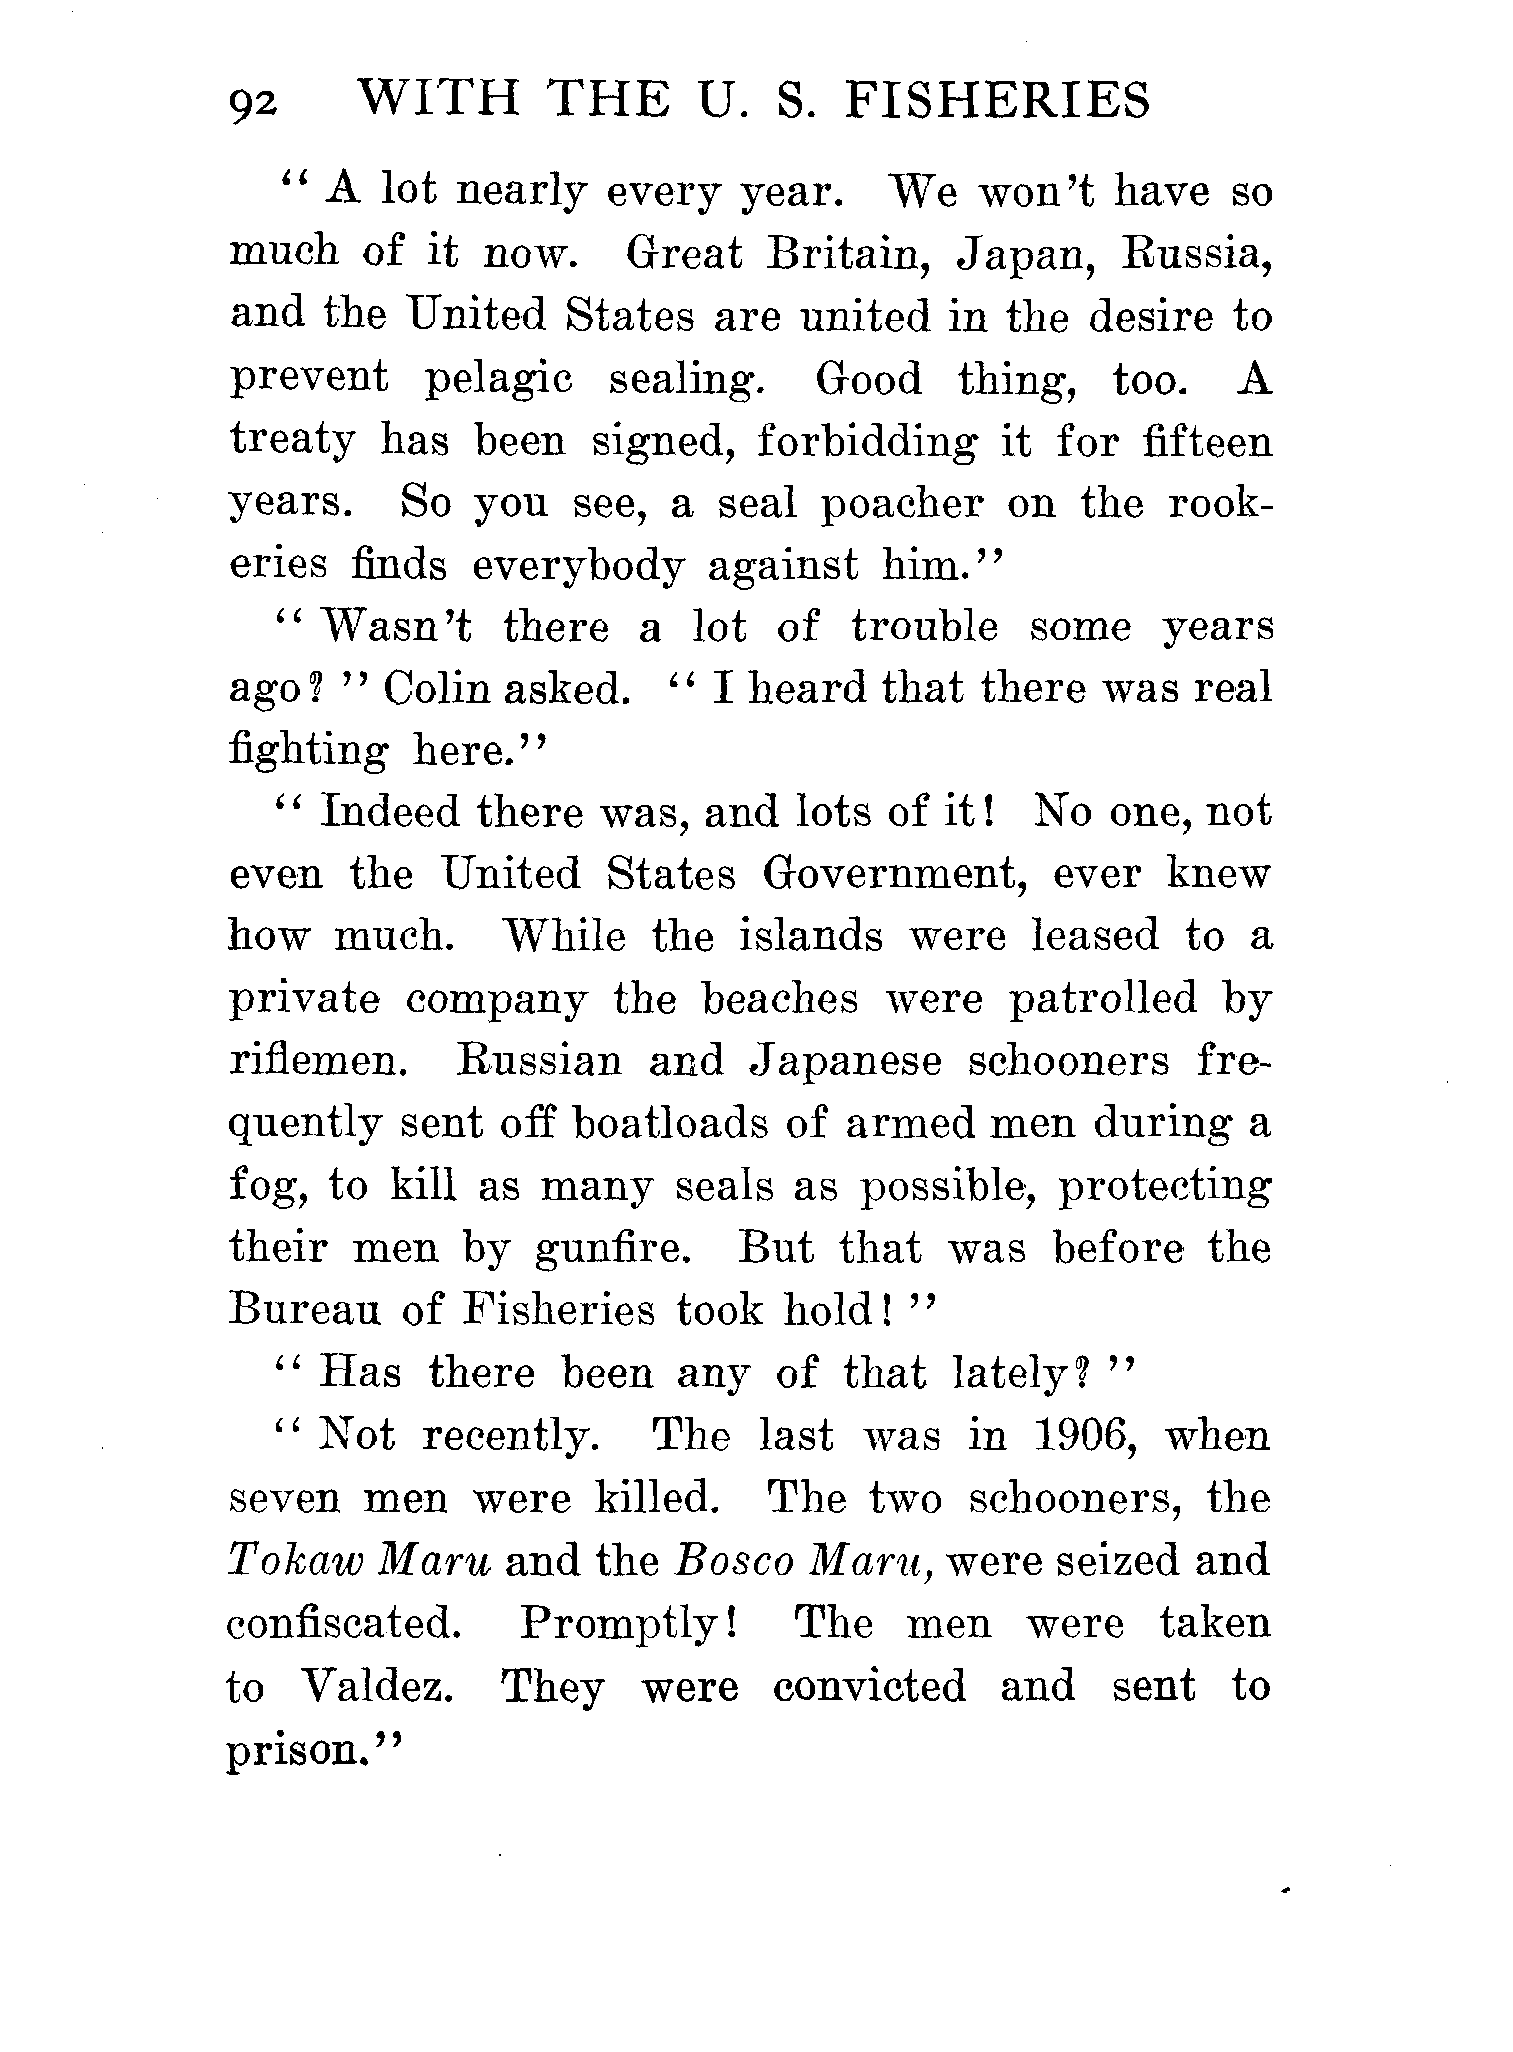 92 WITH THE U. S. FISHERIES
“ A lot nearly every year. We won’t have so
much of it now. Great Britain, Japan, Russia,
and the United States are united in the desire to
prevent pelagic sealing. Good thing, too. A
treaty has been signed, forbidding it for fifteen
years. So you see, a seal poacher on the rook-
eries finds everybody against him.”
“ Wasn’t there a lot of trouble some years
ago? ” Colin asked. “ I heard that there was real
fighting here.”
“ Indeed there was, and lots of it! No one, not
even the United States Government, ever knew
how much. While the islands were leased to a
private company the beaches were patrolled by
riflemen. Russian and Japanese schooners fre-
quently sent off boatloads of armed men during a
fog, to kill as many seals as possible, protecting
their men by gunfire. But that was before the
Bureau of Fisheries took hold! ”
“ Has there been any of that lately? ”
“ Not recently. The last was in 1906, when
seven men were killed. The two schooners, the
Tokaw Maru and the Bosco Maru, were seized and
confiscated. Promptly! The men were taken
to Valdez. They were convicted and sent to
prison.”